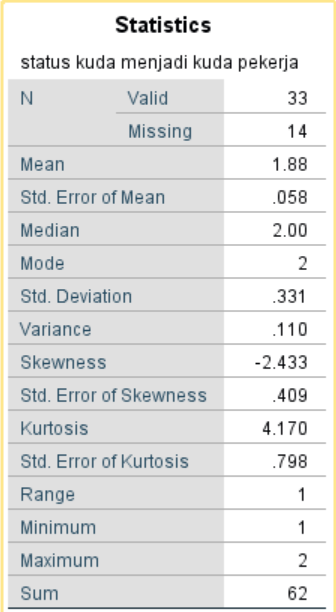 Statistics
status kuda menjadi kuda pekerja
N Valid 33
Missing 14
Mean 1.88
Std. Error of Mean .058
Median 2.00
Mode 2
Std. Deviation .331
Variance .110
Skewness -2.433
Std. Error of Skewness .409
Kurtosis 4.170
Std. Error of Kurtosis .798
Range 1
Minimum 1
Maximum 2
Sum 62